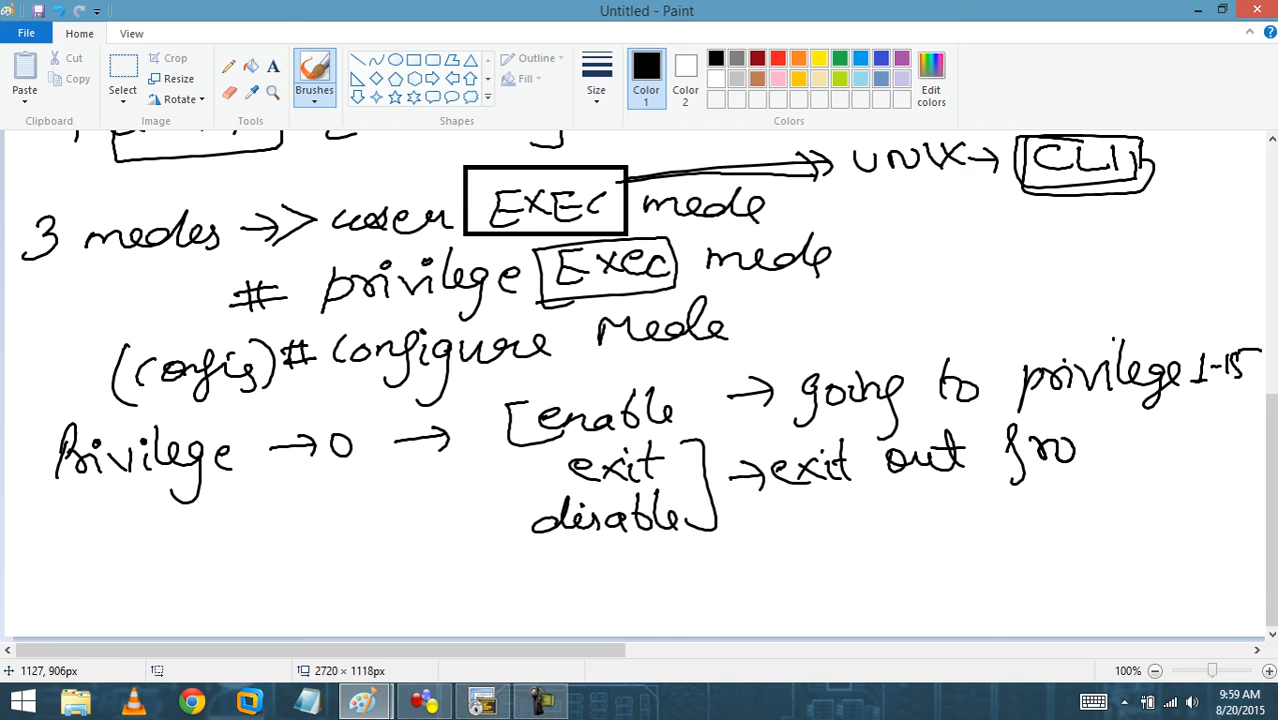 Untitled - Paint
File Home View
Cut
Copy
Paste
Clipboard
Select
Crop
Resize
Rotate
Image
Tools
Brushes
Outline
Fill
Shapes
Size
Color 1
Color 2
Edit colors
Colors
UNIX → CLI
3 modes →> user EXEC mode
# privilege Exec mode
(config)# configure Mode
Privilege → 0 → [enable → going to privilege 1-15
exit
disable] → exit out fro
1127, 906px
2720 × 1118px
100%
9:59 AM
8/20/2015